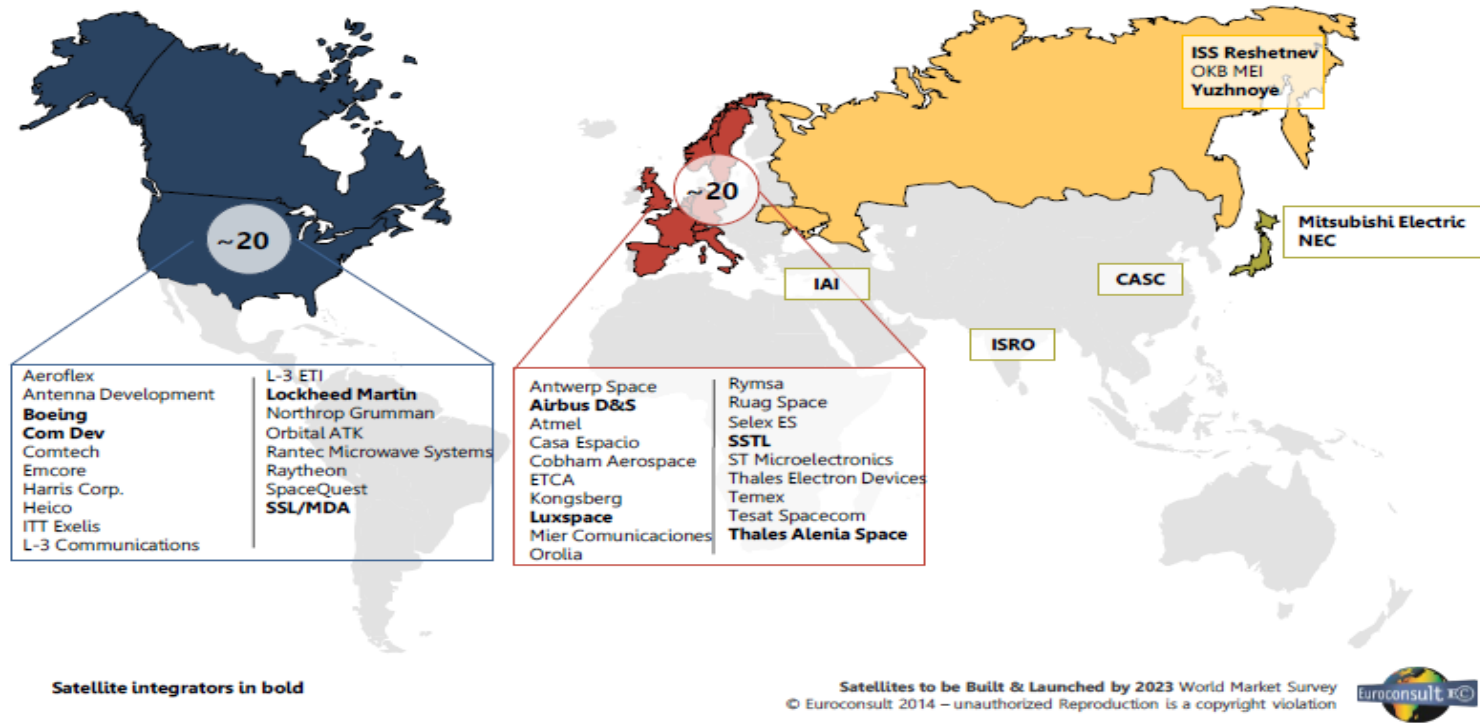 ISS Reshetnev
OKB MEI
Yuzhnoye
~20
~20
Mitsubishi Electric
NEC
IAI
CASC
ISRO
Aeroflex
Antenna Development
Boeing
Com Dev
Comtech
Emcore
Harris Corp.
Heico
ITT Exelis
L-3 Communications
L-3 ETI
Lockheed Martin
Northrop Grumman
Orbital ATK
Rantec Microwave Systems
Raytheon
SpaceQuest
SSL/MDA
Antwerp Space
Airbus D&S
Atmel
Casa Espacio
Cobham Aerospace
ETCA
Kongsberg
Luxspace
Mier Comunicaciones
Orolia
Rymsa
Ruag Space
Selex ES
SSTL
ST Microelectronics
Thales Electron Devices
Temex
Tesat Spacecom
Thales Alenia Space
Satellite integrators in bold
Satellites to be Built & Launched by 2023 World Market Survey
© Euroconsult 2014 – unauthorized Reproduction is a copyright violation
Euroconsult EC